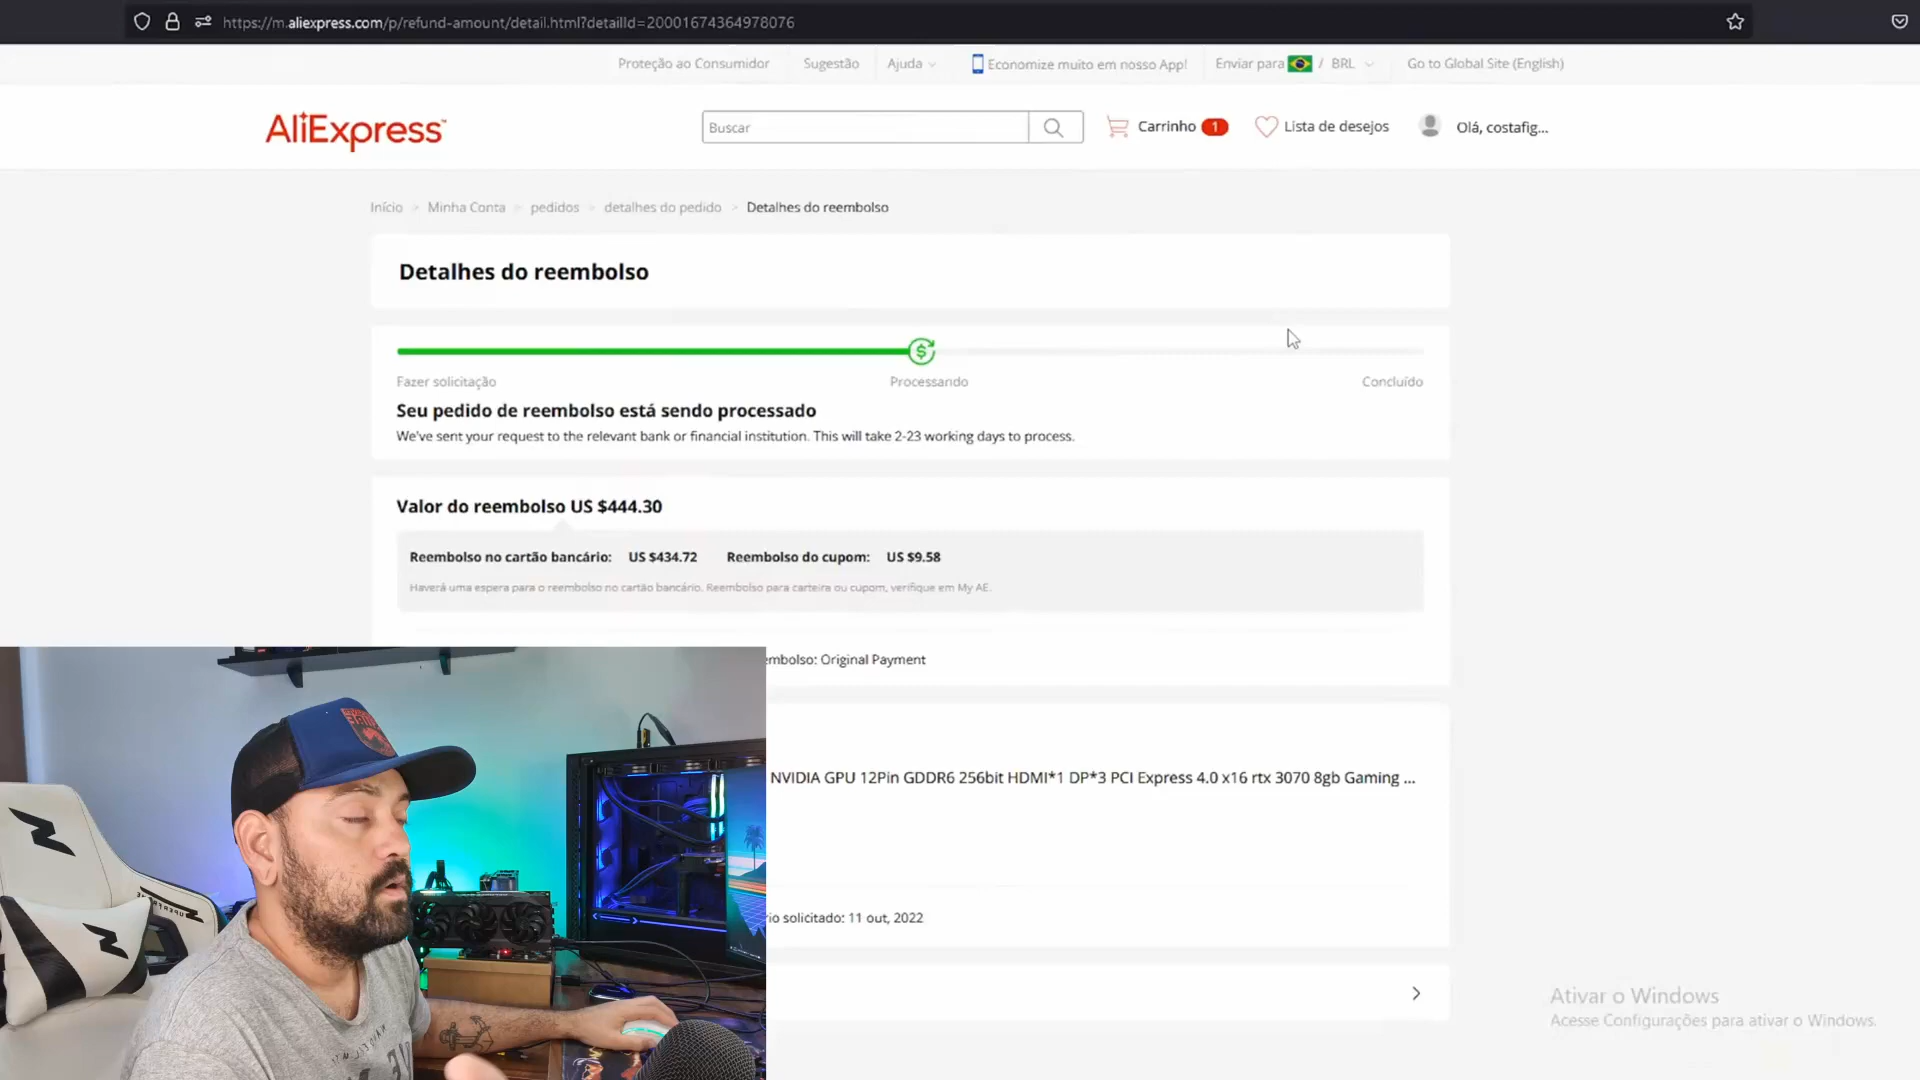 https://m.aliexpress.com/p/refund-amount/detail.html?detailId=20001674364978076
Proteção ao Consumidor
Sugestão
Ajuda
Economize muito em nosso App!
Enviar para / BRL
Go to Global Site (English)
AliExpress
Buscar
Carrinho 1
Lista de desejos
Olá, costafig...
Início > Minha Conta > pedidos > detalhes do pedido > Detalhes do reembolso
Detalhes do reembolso
Fazer solicitação
Processando
Concluído
Seu pedido de reembolso está sendo processado
We've sent your request to the relevant bank or financial institution. This will take 2-23 working days to process.
Valor do reembolso US $444.30
Reembolso no cartão bancário: US $434.72 Reembolso do cupom: US $9.58
Haverá uma espera para o reembolso no cartão bancário. Reembolso para carteira ou cupom, verifique em My AE.
embolso: Original Payment
NVIDIA GPU 12Pin GDDR6 256bit HDMI*1 DP*3 PCI Express 4.0 x16 rtx 3070 8gb Gaming ...
io solicitado: 11 out, 2022
Ativar o Windows
Acesse Configurações para ativar o Windows.